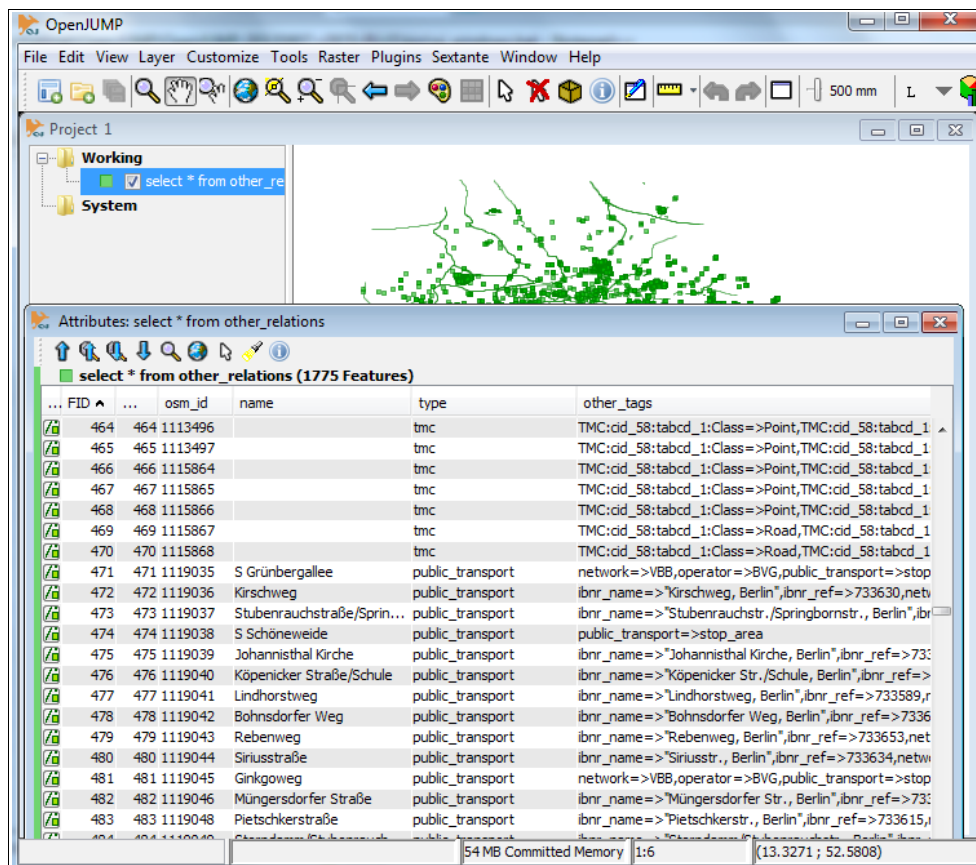 OpenJUMP
File Edit View Layer Customize Tools Raster Plugins Sextante Window Help
500 mm L
Project 1
Working
select * from other_re
System
Attributes: select * from other_relations
select * from other_relations (1775 Features)
... FID ... osm_id name type other_tags
464 464 1113496 tmc TMC:cid_58:tabcd_1:Class=>Point,TMC:cid_58:tabcd_1:
465 465 1113497 tmc TMC:cid_58:tabcd_1:Class=>Point,TMC:cid_58:tabcd_1:
466 466 1115864 tmc TMC:cid_58:tabcd_1:Class=>Point,TMC:cid_58:tabcd_1:
467 467 1115865 tmc TMC:cid_58:tabcd_1:Class=>Point,TMC:cid_58:tabcd_1:
468 468 1115866 tmc TMC:cid_58:tabcd_1:Class=>Point,TMC:cid_58:tabcd_1:
469 469 1115867 tmc TMC:cid_58:tabcd_1:Class=>Road,TMC:cid_58:tabcd_1
470 470 1115868 tmc TMC:cid_58:tabcd_1:Class=>Road,TMC:cid_58:tabcd_1
471 471 1119035 S Grünbergallee public_transport network=>VBB,operator=>BVG,public_transport=>stop
472 472 1119036 Kirschweg public_transport ibnr_name=>"Kirschweg, Berlin",ibnr_ref=>733630,netw
473 473 1119037 Stubenrauchstraße/Sprin... public_transport ibnr_name=>"Stubenrauchstr./Springbornstr., Berlin",ibr
474 474 1119038 S Schöneweide public_transport public_transport=>stop_area
475 475 1119039 Johannisthal Kirche public_transport ibnr_name=>"Johannisthal Kirche, Berlin",ibnr_ref=>733
476 476 1119040 Köpenicker Straße/Schule public_transport ibnr_name=>"Köpenicker Str./Schule, Berlin",ibnr_ref=>
477 477 1119041 Lindhorstweg public_transport ibnr_name=>"Lindhorstweg, Berlin",ibnr_ref=>733589,r
478 478 1119042 Bohnsdorfer Weg public_transport ibnr_name=>"Bohnsdorfer Weg, Berlin",ibnr_ref=>7336
479 479 1119043 Rebenweg public_transport ibnr_name=>"Rebenweg, Berlin",ibnr_ref=>733653,net
480 480 1119044 Siriusstraße public_transport ibnr_name=>"Siriusstr., Berlin",ibnr_ref=>733634,netw
481 481 1119045 Ginkgoweg public_transport network=>VBB,operator=>BVG,public_transport=>stop
482 482 1119046 Müngersdorfer Straße public_transport ibnr_name=>"Müngersdorfer Str., Berlin",ibnr_ref=>733
483 483 1119048 Pietschkerstraße public_transport ibnr_name=>"Pietschkerstr., Berlin",ibnr_ref=>733615,r
54 MB Committed Memory 1:6 (13.3271 ; 52.5808)